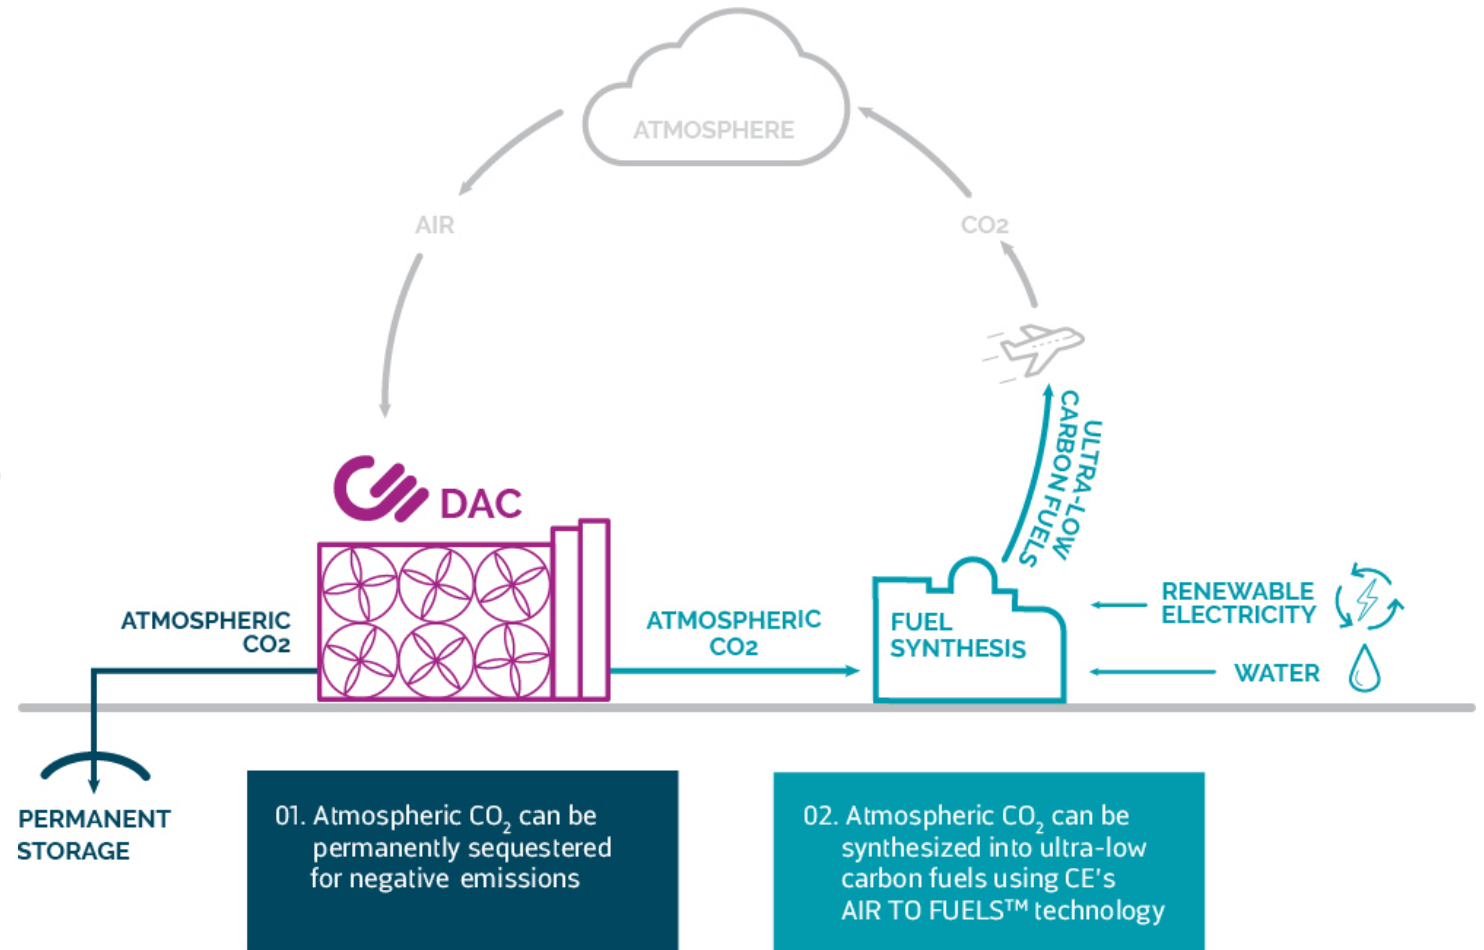 ATMOSPHERE
AIR
CO2
DAC
ULTRA-LOW
CARBON FUELS
ATMOSPHERIC
CO2
ATMOSPHERIC
CO2
FUEL
SYNTHESIS
RENEWABLE
ELECTRICITY
WATER
PERMANENT
STORAGE
01. Atmospheric CO₂ can be
permanently sequestered
for negative emissions
02. Atmospheric CO₂ can be
synthesized into ultra-low
carbon fuels using CE's
AIR TO FUELS™ technology